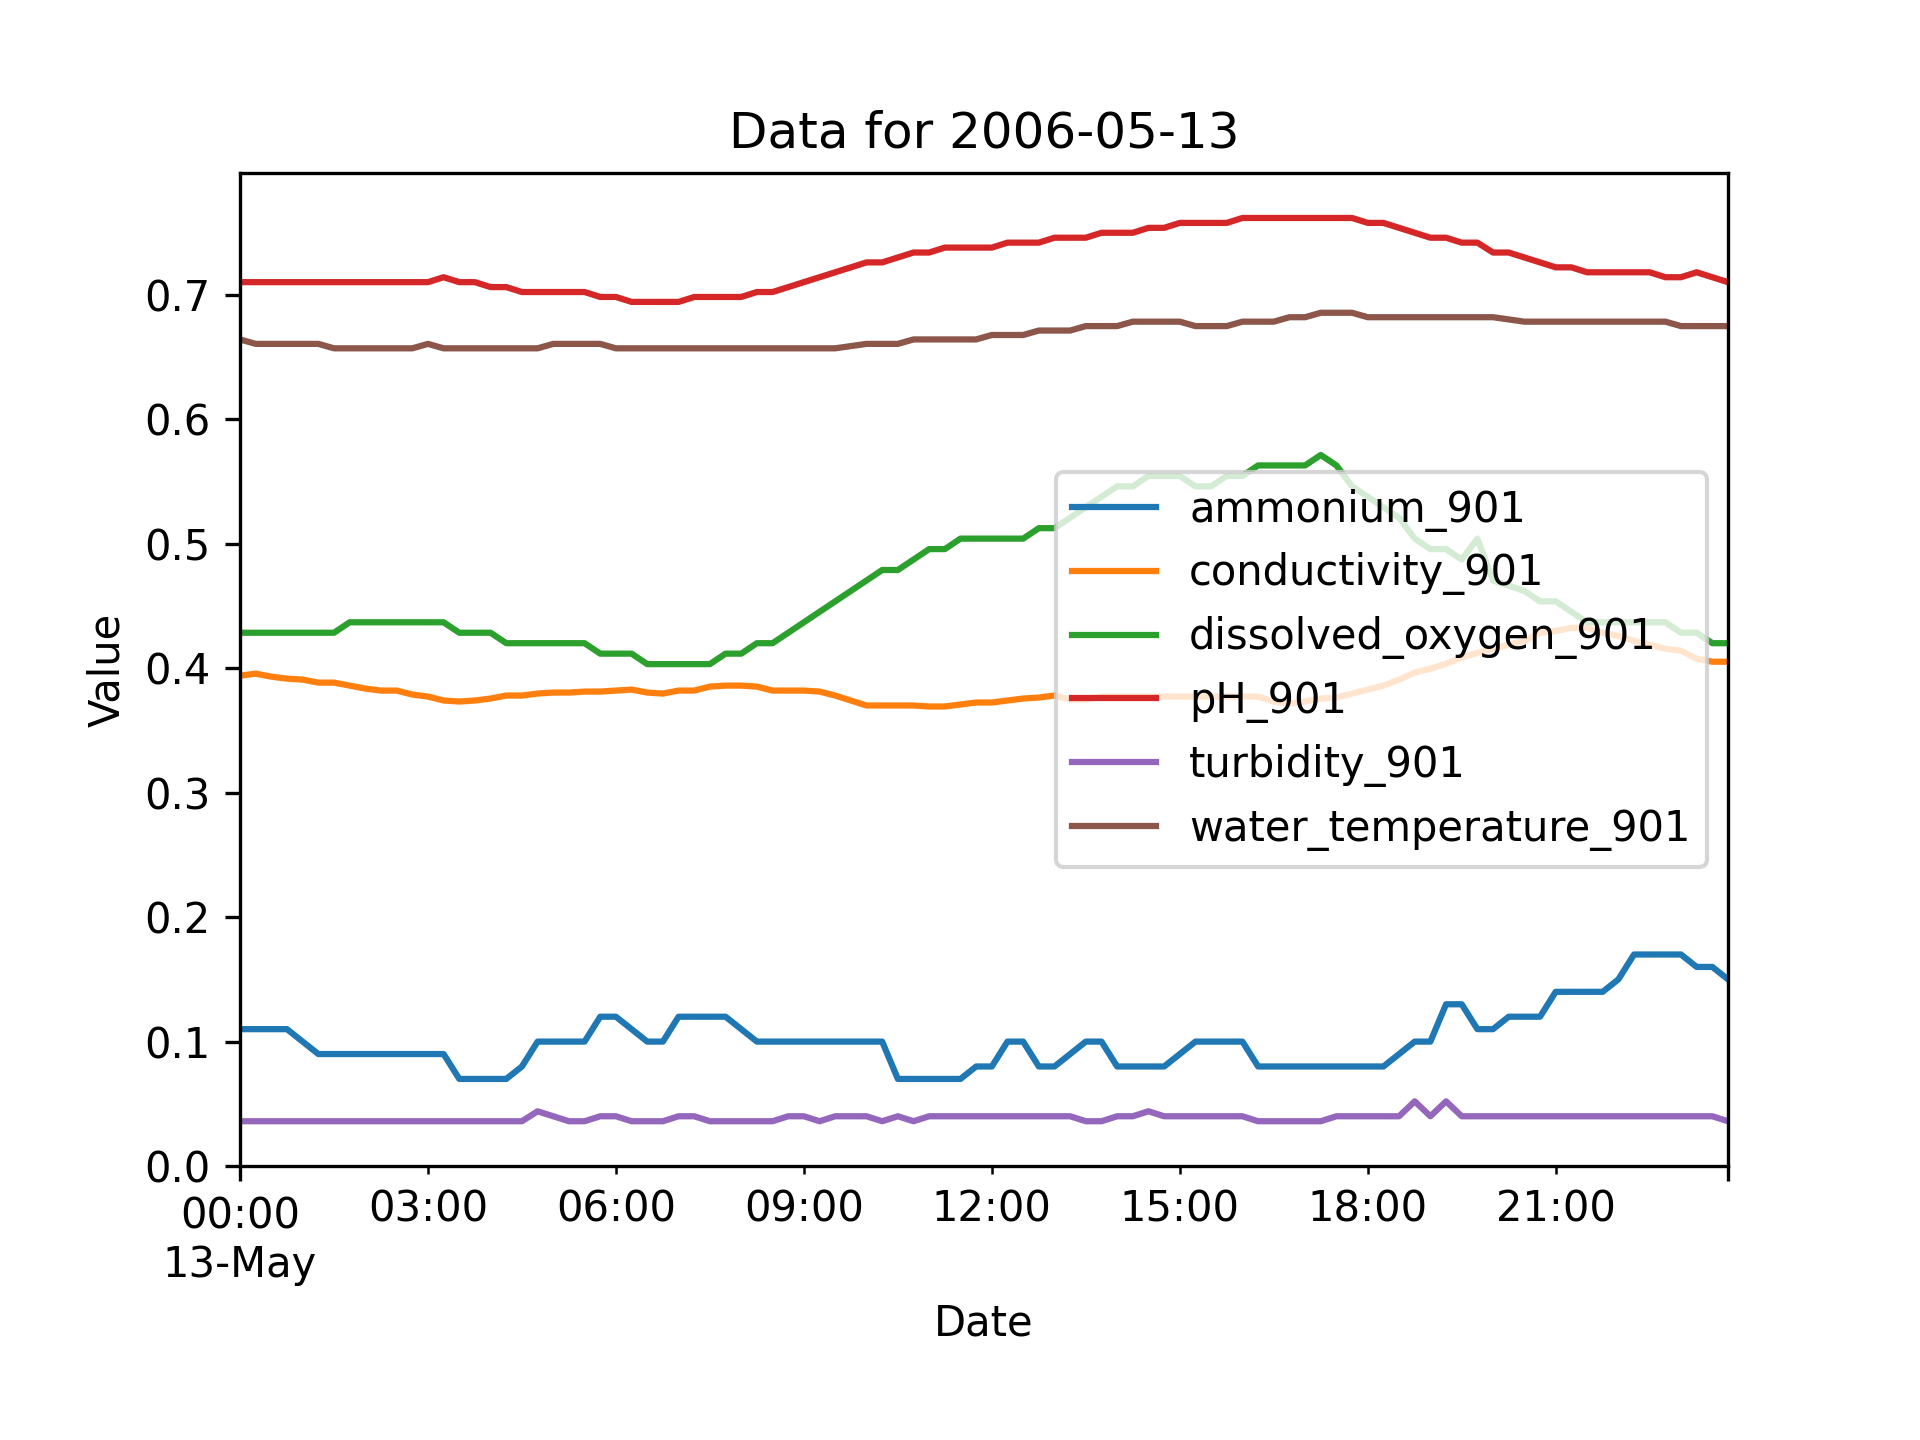 Data for 2006-05-13
Value
0.7
0.6
0.5
0.4
0.3
0.2
0.1
0.0
ammonium_901
conductivity_901
dissolved_oxygen_901
pH_901
turbidity_901
water_temperature_901
00:00 03:00 06:00 09:00 12:00 15:00 18:00 21:00
13-May
Date